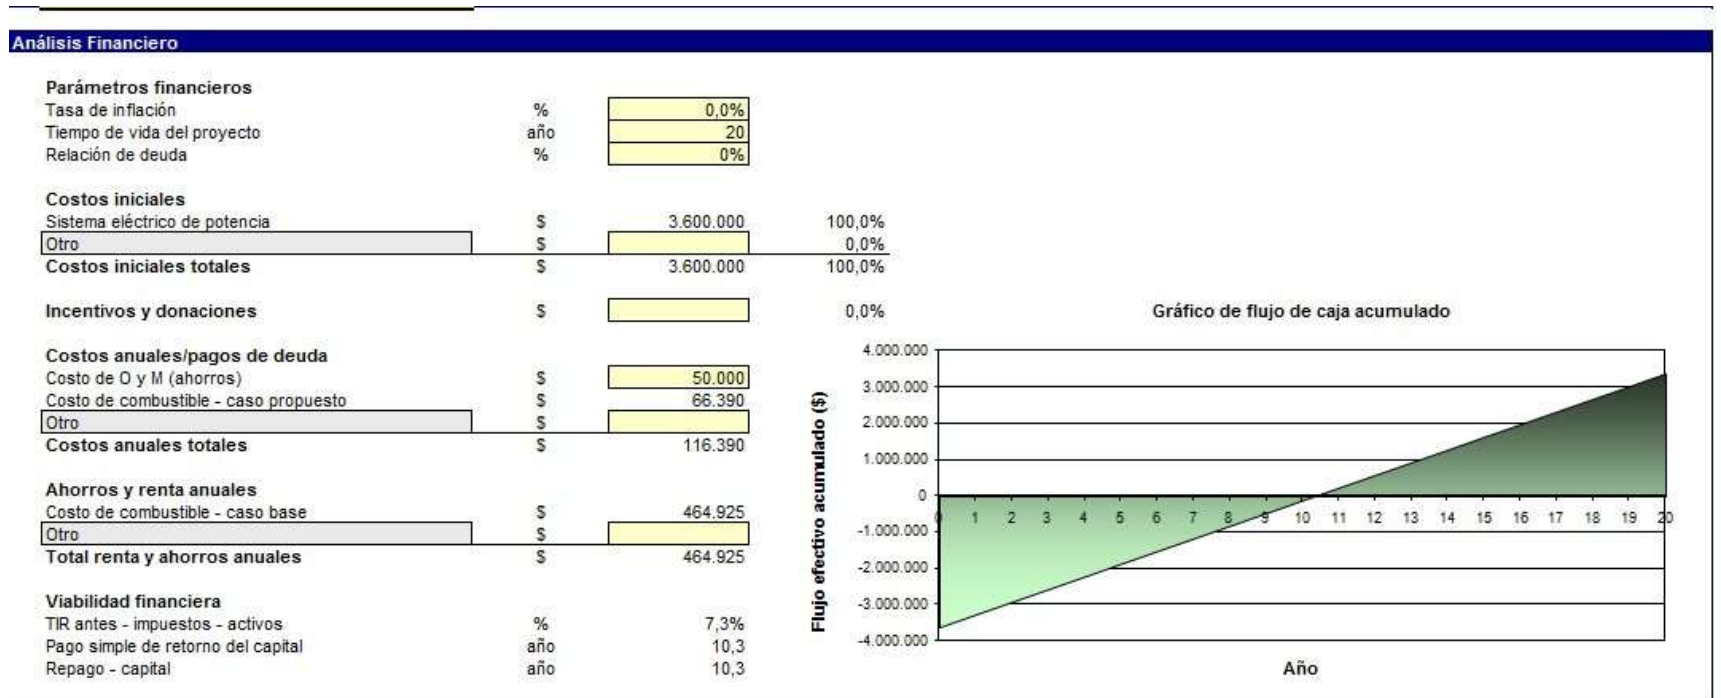 Análisis Financiero
Parámetros financieros
Tasa de inflación % 0,0%
Tiempo de vida del proyecto año 20
Relación de deuda % 0%
Costos iniciales
Sistema eléctrico de potencia $ 3.600.000 100,0%
Otro $ 0,0%
Costos iniciales totales $ 3.600.000 100,0%
Incentivos y donaciones $ 0,0%
Costos anuales/pagos de deuda
Costo de O y M (ahorros) $ 50.000
Costo de combustible - caso propuesto $ 66.390
Otro $
Costos anuales totales $ 116.390
Ahorros y renta anuales
Costo de combustible - caso base $ 464.925
Otro $
Total renta y ahorros anuales $ 464.925
Viabilidad financiera
TIR antes - impuestos - activos % 7,3%
Pago simple de retorno del capital año 10,3
Repago - capital año 10,3
Gráfico de flujo de caja acumulado
Flujo efectivo acumulado ($)
4.000.000
3.000.000
2.000.000
1.000.000
0
-1.000.000
-2.000.000
-3.000.000
-4.000.000
0 1 2 3 4 5 6 7 8 9 10 11 12 13 14 15 16 17 18 19 20
Año